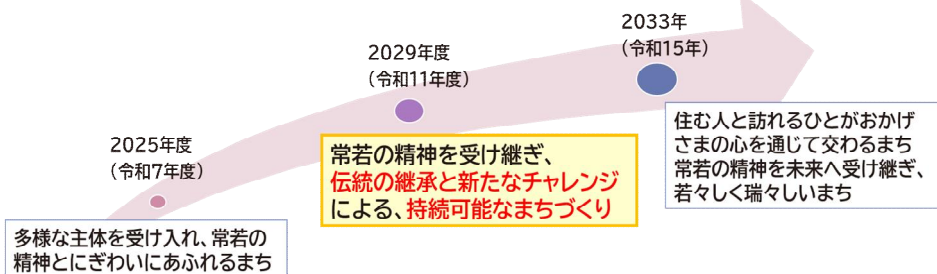 2025年度
（令和7年度）
多様な主体を受け入れ、常若の
精神とにぎわいにあふれるまち
2029年度
（令和11年度）
常若の精神を受け継ぎ、
伝統の継承と新たなチャレンジ
による、持続可能なまちづくり
2033年
（令和15年）
住む人と訪れるひとがおかげ
さまの心を通じて交わるまち
常若の精神を未来へ受け継ぎ、
若々しく瑞々しいまち